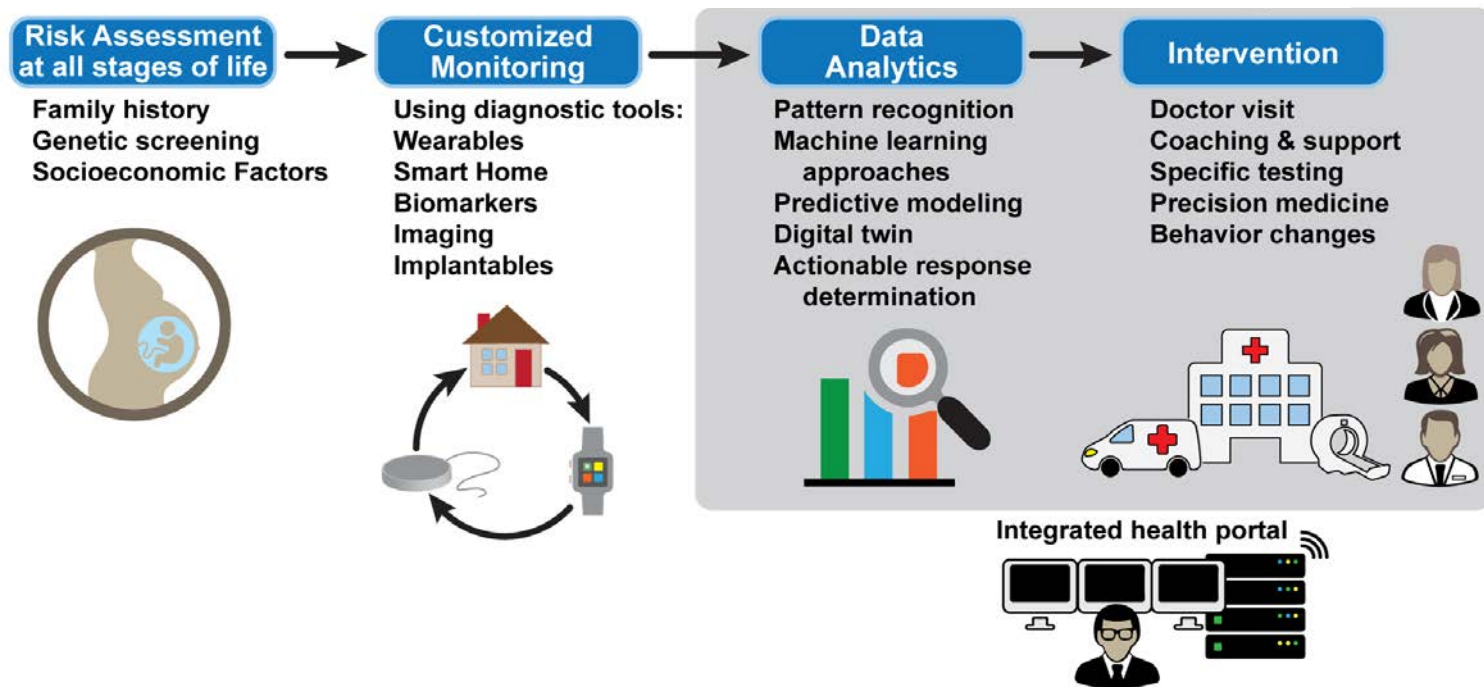 Risk Assessment
at all stages of life
Family history
Genetic screening
Socioeconomic Factors
Customized
Monitoring
Using diagnostic tools:
Wearables
Smart Home
Biomarkers
Imaging
Implantables
Data
Analytics
Pattern recognition
Machine learning
approaches
Predictive modeling
Digital twin
Actionable response
determination
Intervention
Doctor visit
Coaching & support
Specific testing
Precision medicine
Behavior changes
Integrated health portal